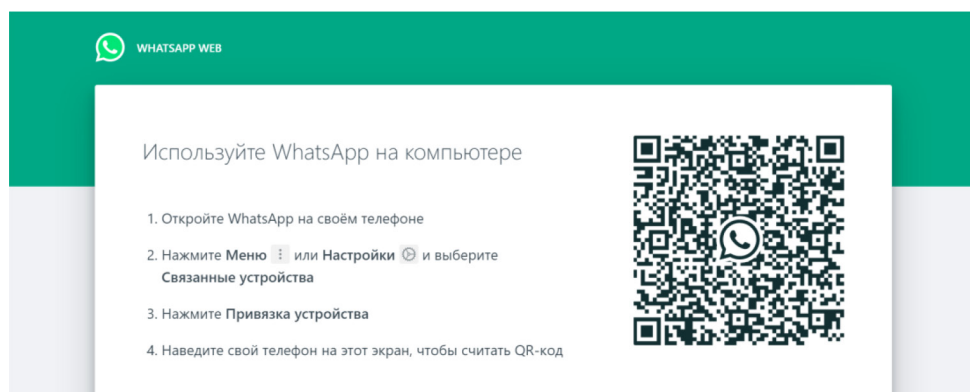 WHATSAPP WEB
Используйте WhatsApp на компьютере
1. Откройте WhatsApp на своём телефоне
2. Нажмите Меню или Настройки и выберите
Связанные устройства
3. Нажмите Привязка устройства
4. Наведите свой телефон на этот экран, чтобы считать QR-код